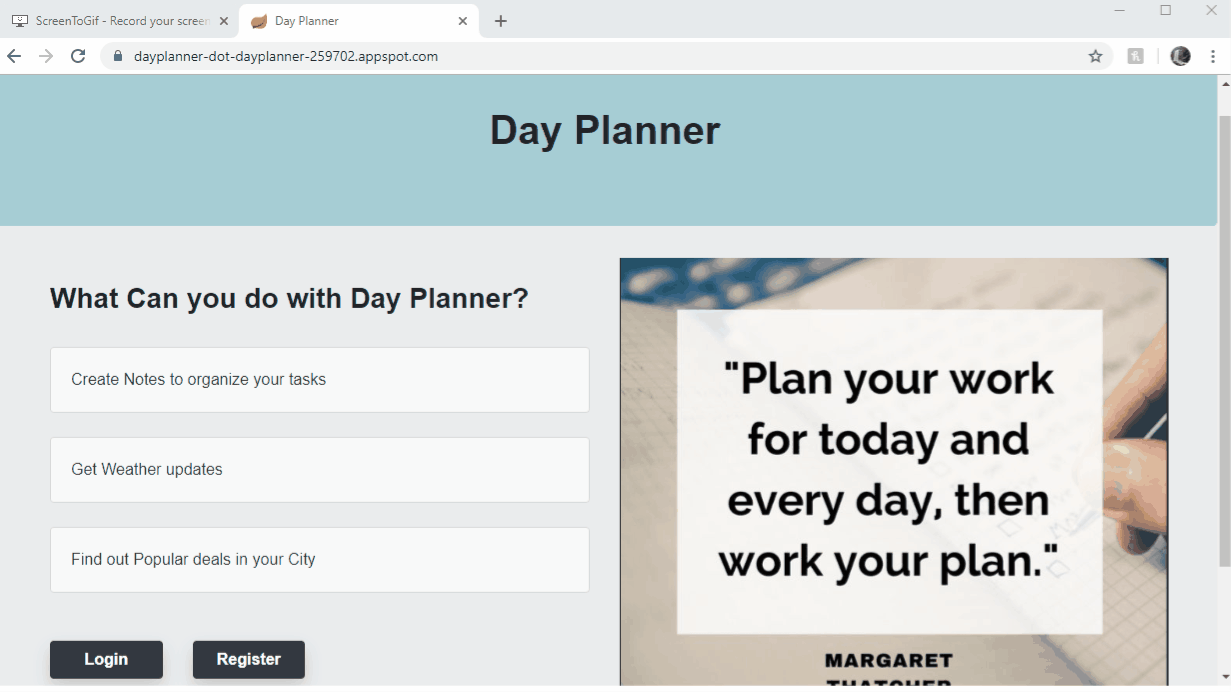 ScreenToGif - Record your screen
Day Planner
dayplanner-dot-dayplanner-259702.appspot.com
Day Planner
What Can you do with Day Planner?
Create Notes to organize your tasks
Get Weather updates
Find out Popular deals in your City
Login
Register
"Plan your work
for today and
every day, then
work your plan."
MARGARET
THATCHER